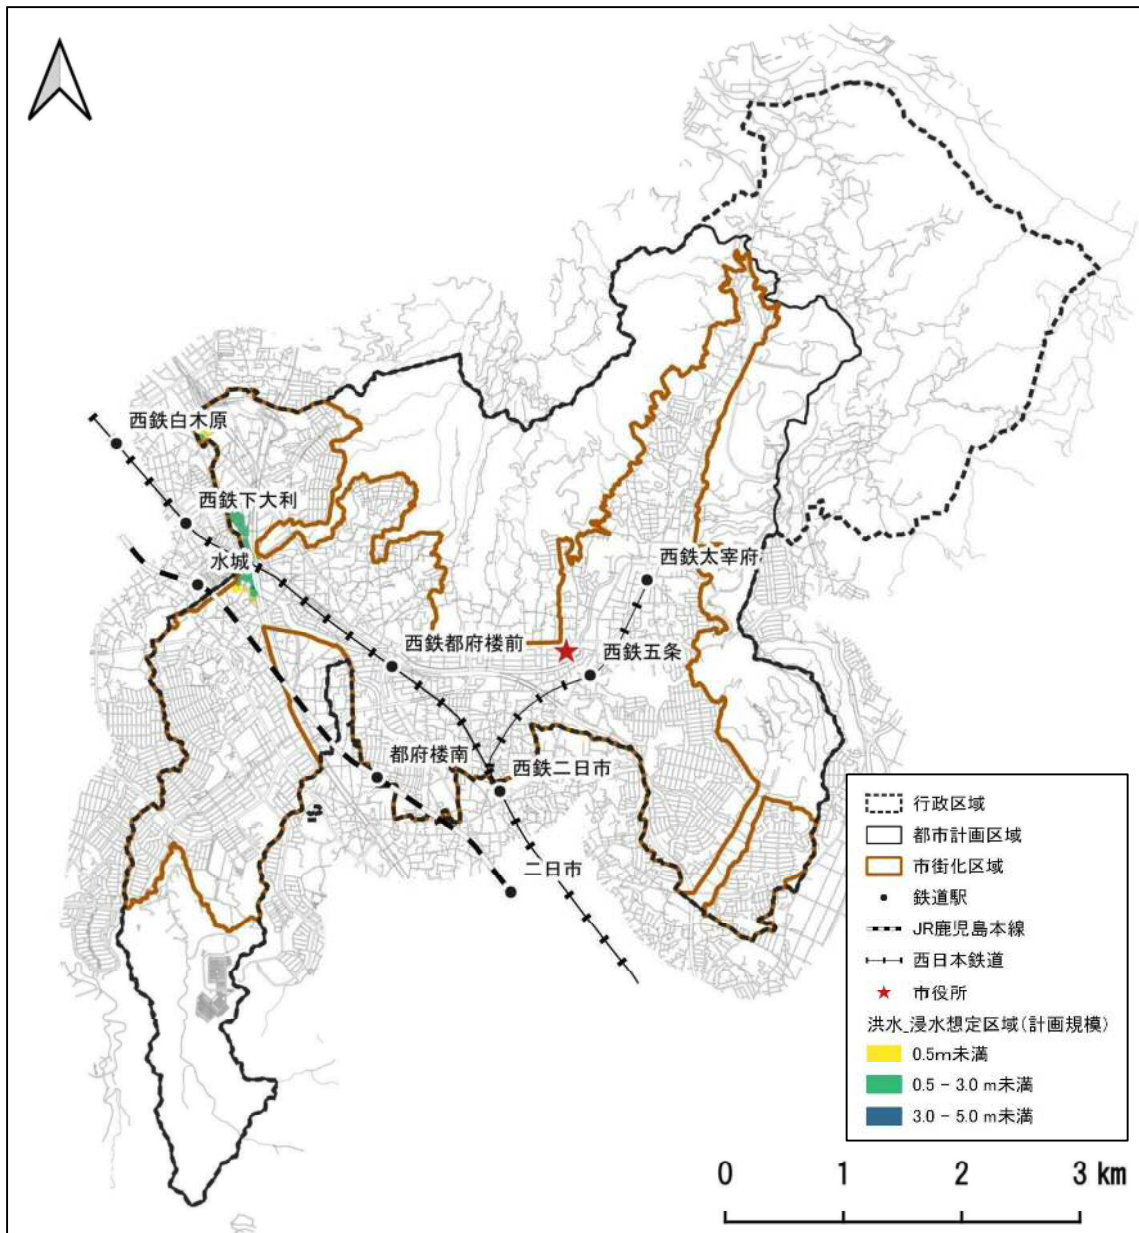 西鉄白木原
西鉄下大利
水城
西鉄太宰府
西鉄都府楼前
西鉄五条
都府楼南
西鉄二日市
二日市
行政区域
都市計画区域
市街化区域
鉄道駅
JR鹿児島本線
西日本鉄道
市役所
洪水_浸水想定区域(計画規模)
0.5m未満
0.5 - 3.0 m未満
3.0 - 5.0 m未満
0 1 2 3 km